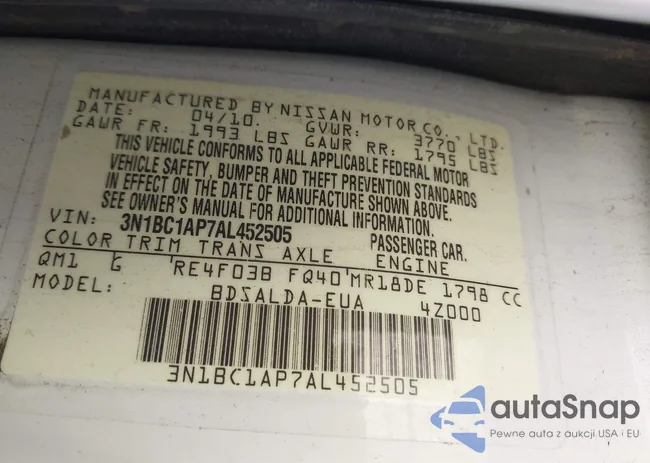 MANUFACTURED BY NISSAN MOTOR CO., LTD.
DATE: 04/10. GVWR: 3770 LBS
GAWR FR: 1993 LBS GAWR RR: 1795 LBS
THIS VEHICLE CONFORMS TO ALL APPLICABLE FEDERAL MOTOR
VEHICLE SAFETY, BUMPER AND THEFT PREVENTION STANDARDS
IN EFFECT ON THE DATE OF MANUFACTURE SHOWN ABOVE.
SEE OWNER'S MANUAL FOR ADDITIONAL INFORMATION.
VIN: 3N1BC1AP7AL452505 PASSENGER CAR.
COLOR TRIM TRANS AXLE ENGINE
QM1 G RE4F03B FQ40 MR18DE 1798 CC
MODEL: BDSALDA-EUA 4Z000
3N1BC1AP7AL452505
autaSnap
Pewne auta z aukcji USA i EU